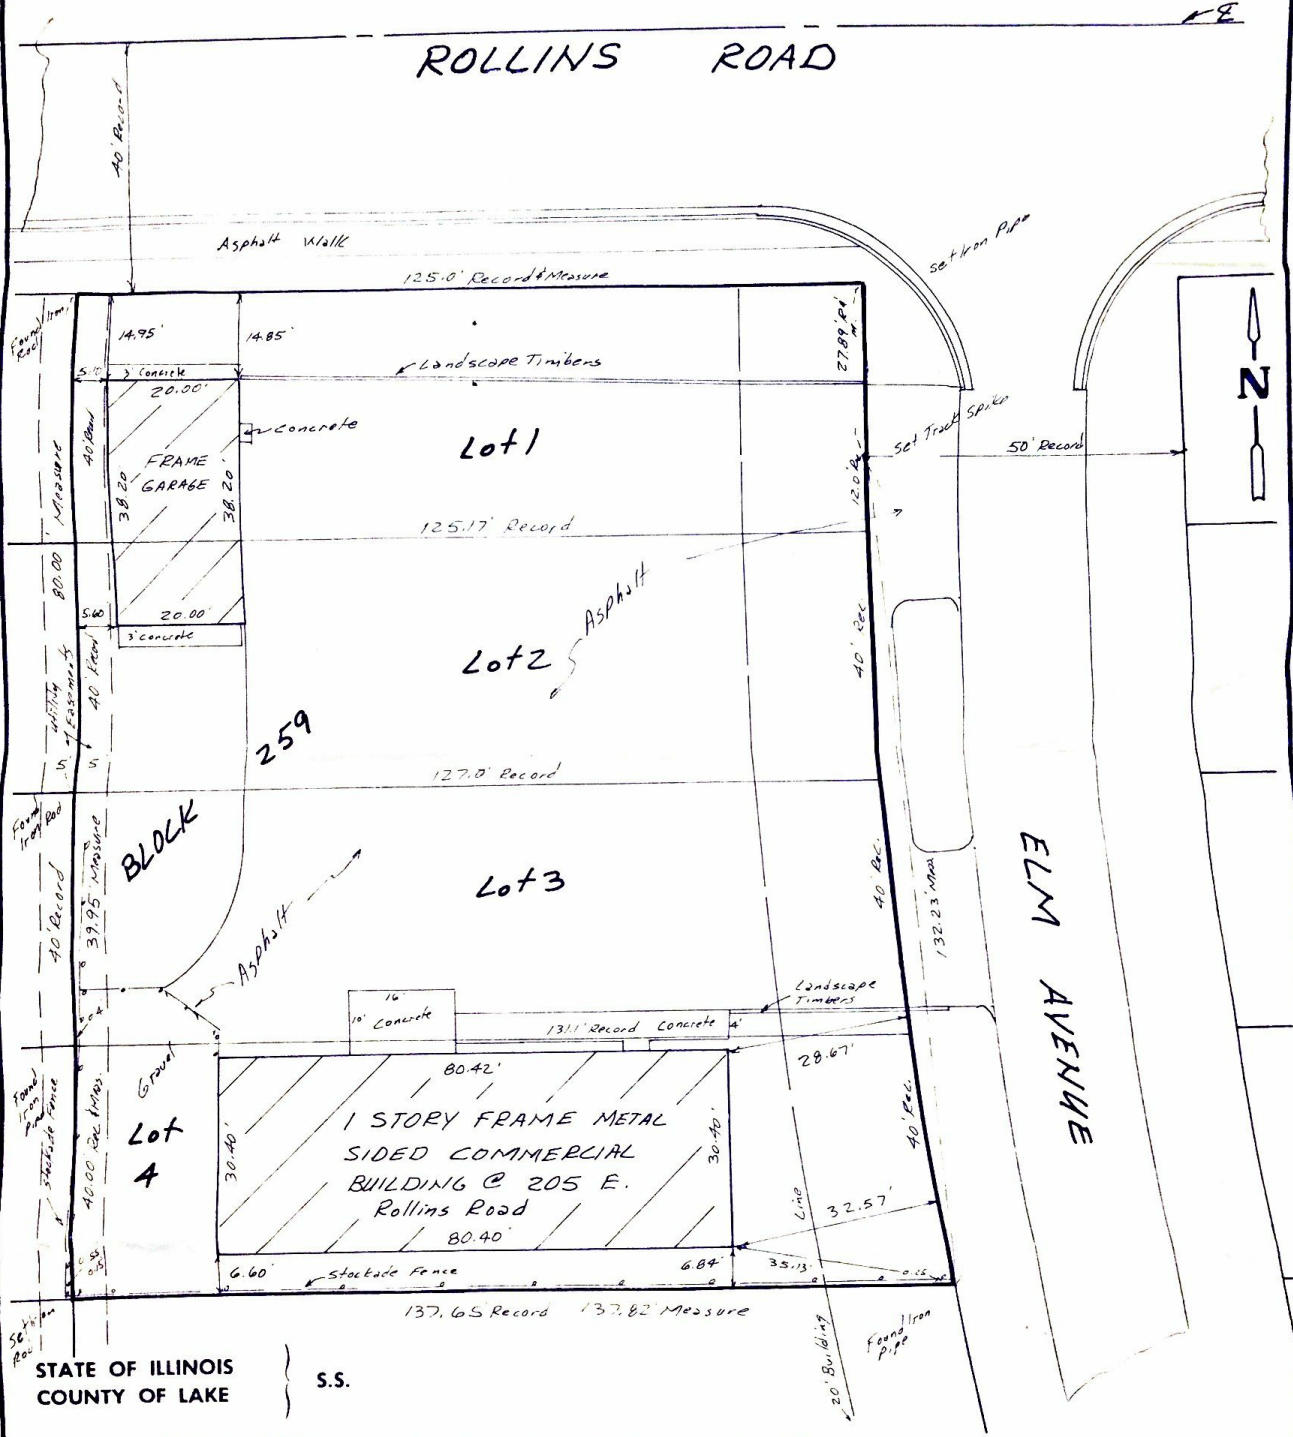 ROLLINS ROAD
40' Record
Asphalt Walk
Set Iron Pipe
125.0' Record & Measure
Found Iron Rod
14.95'
14.85'
27.89' Rd
M.
N
Landscape Timbers
5.10'
3' Concrete
20.00'
Concrete
Set Track Spike
50' Record
40' Record
80.00' Measure
FRAME
GARAGE
38.20'
38.20'
Lot 1
12.0' Rec
125.17' Record
Asphalt
5.60
20.00'
3' concrete
40' Rec.
40' Record
5' Utility
Easements
5'
Lot 2
259
127.0' Record
Found
Iron Rod
BLOCK
39.95' Measure
40' Record
Lot 3
40' Rec.
132.23' Meas
ELM AVENUE
Asphalt
Landscape
Timbers
16'
10'
Concrete
131.1' Record
Concrete
4'
28.67'
Gravel
Found
Iron
Pipe
Stockade Fence
80.42'
Lot
4
40.00' Rec & Meas.
30.40'
1 STORY FRAME METAL
SIDED COMMERCIAL
BUILDING @ 205 E.
Rollins Road
30.40'
40' Rec.
80.40'
32.57'
6.60'
Stockade Fence
6.84'
35.13'
137.65 Record 137.82' Measure
20' Building Line
Found Iron
Pipe
STATE OF ILLINOIS
COUNTY OF LAKE
S.S.